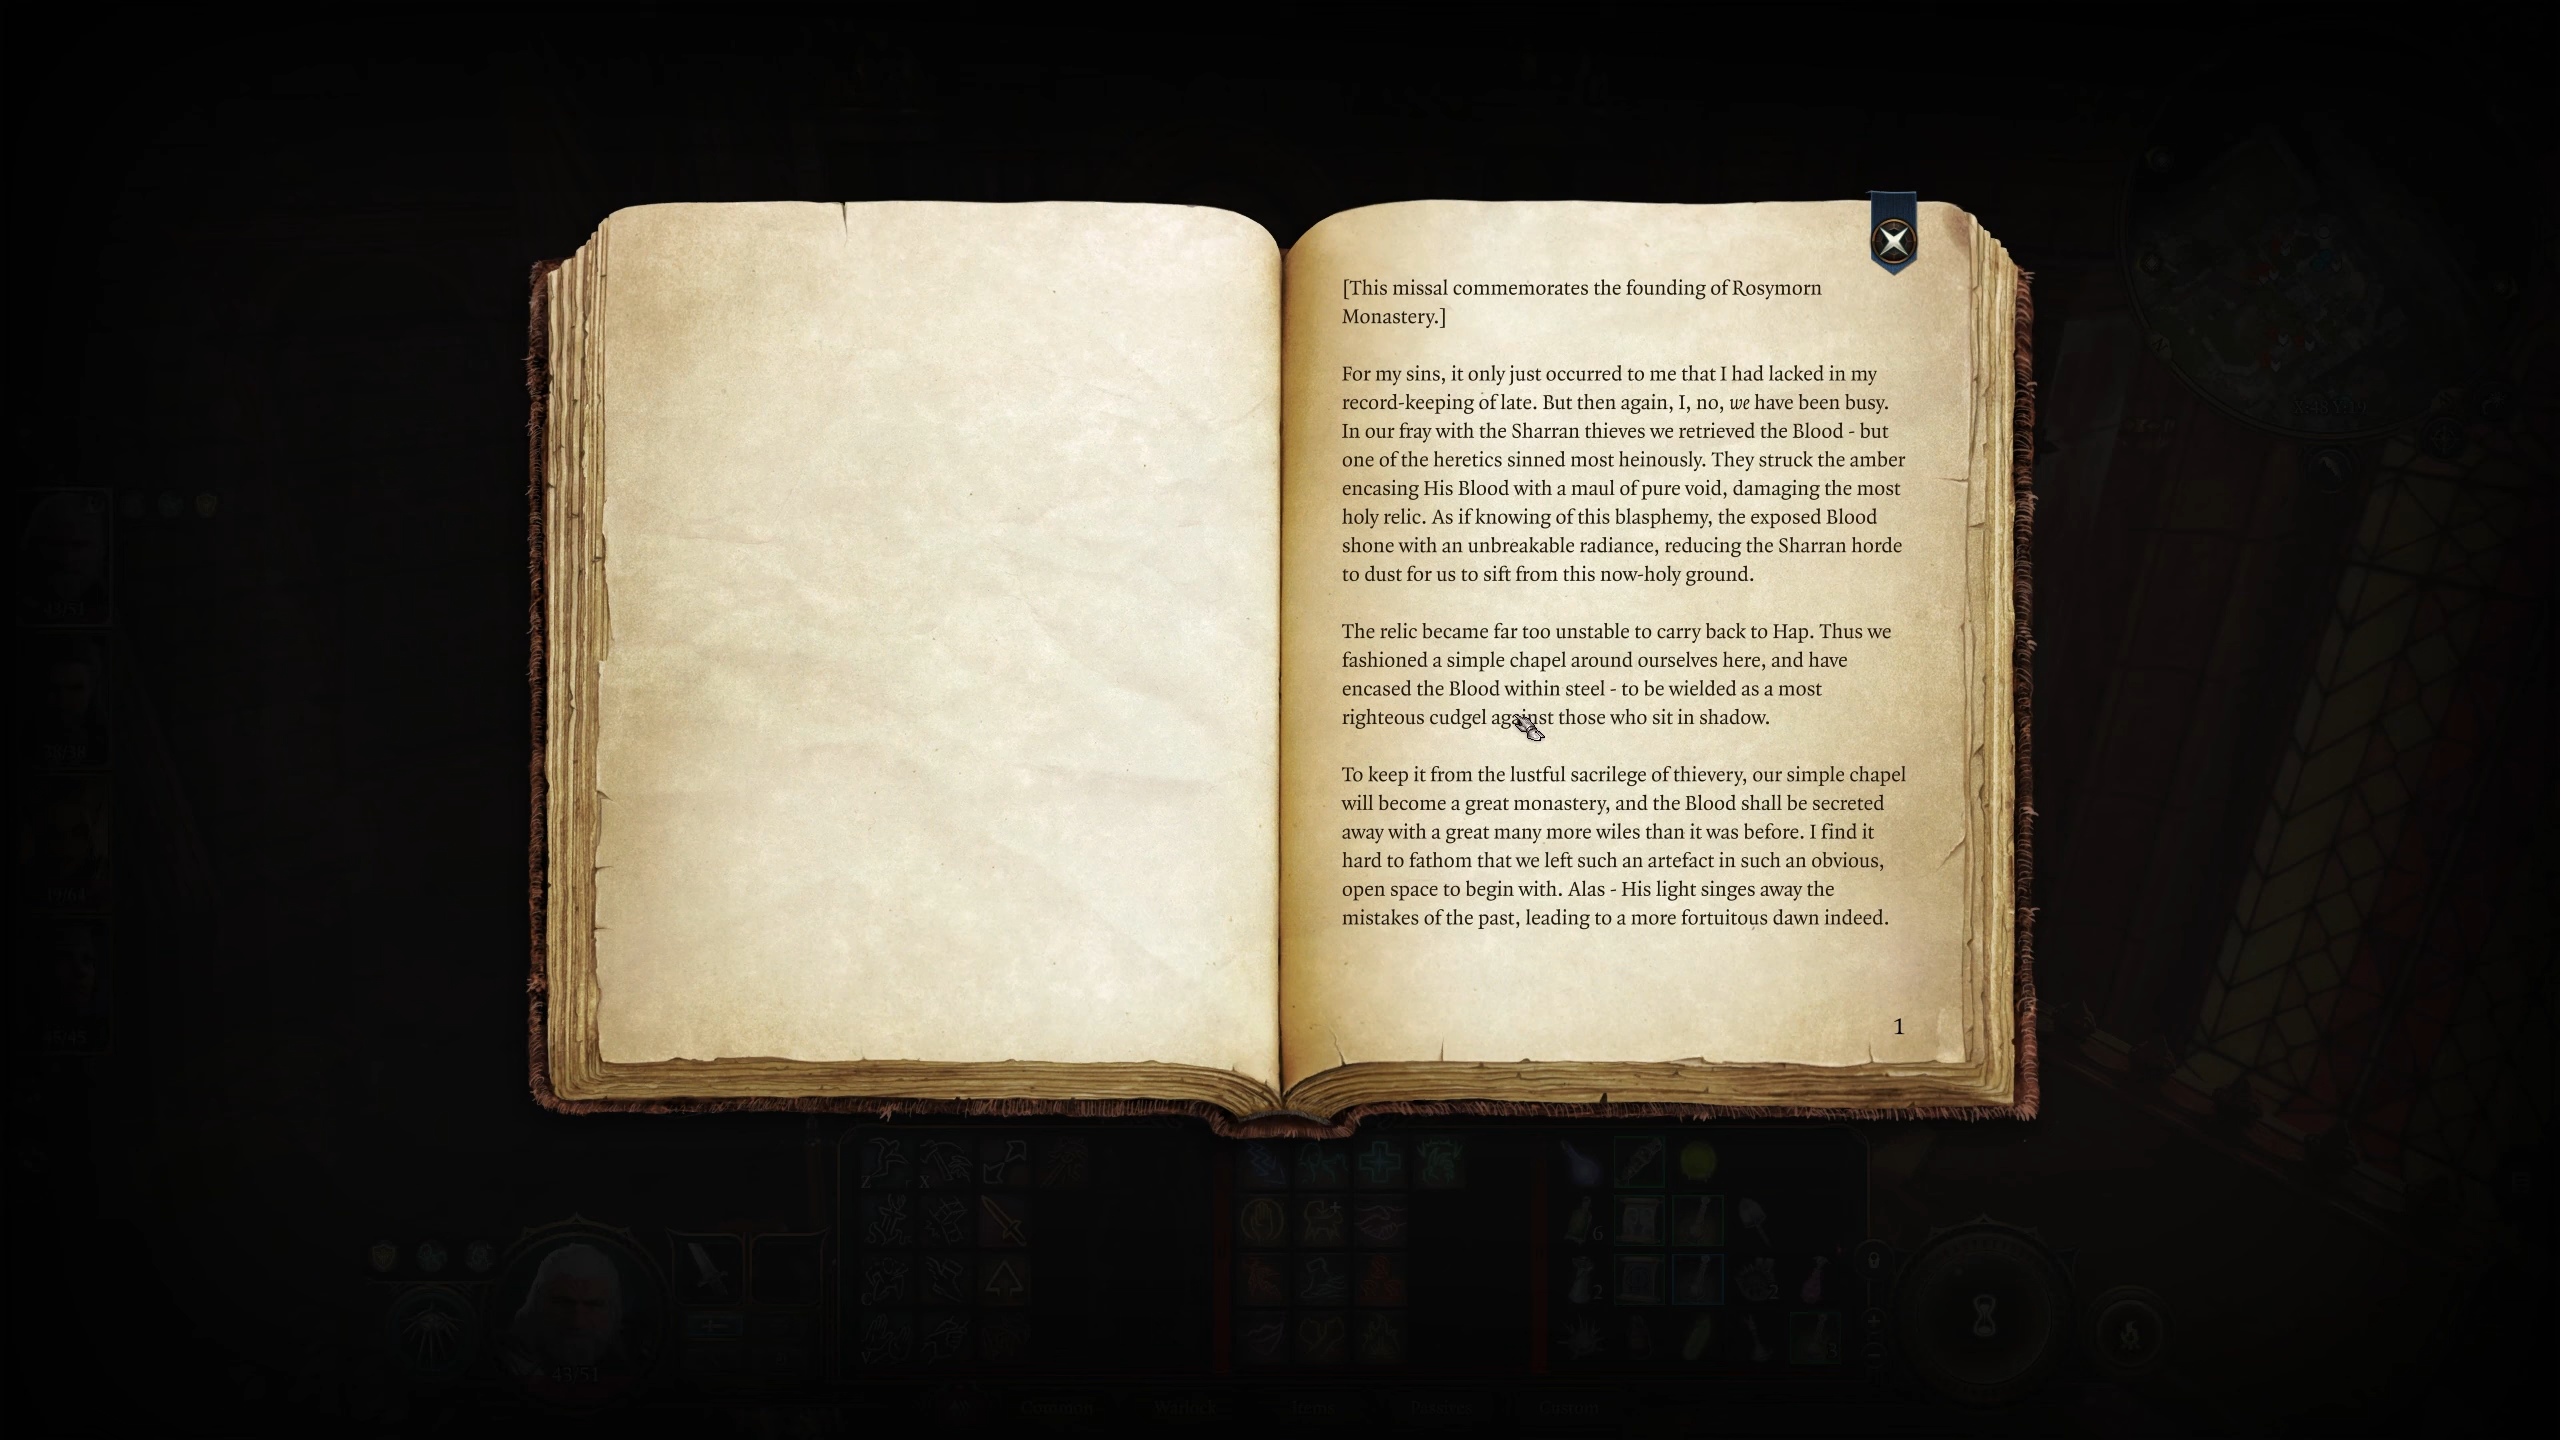 [This missal commemorates the founding of Rosymorn
Monastery.]
For my sins, it only just occurred to me that I had lacked in my
record-keeping of late. But then again, I, no, we have been busy.
In our fray with the Sharran thieves we retrieved the Blood - but
one of the heretics sinned most heinously. They struck the amber
encasing His Blood with a maul of pure void, damaging the most
holy relic. As if knowing of this blasphemy, the exposed Blood
shone with an unbreakable radiance, reducing the Sharran horde
to dust for us to sift from this now-holy ground.
The relic became far too unstable to carry back to Hap. Thus we
fashioned a simple chapel around ourselves here, and have
encased the Blood within steel - to be wielded as a most
righteous cudgel against those who sit in shadow.
To keep it from the lustful sacrilege of thievery, our simple chapel
will become a great monastery, and the Blood shall be secreted
away with a great many more wiles than it was before. I find it
hard to fathom that we left such an artefact in such an obvious,
open space to begin with. Alas - His light singes away the
mistakes of the past, leading to a more fortuitous dawn indeed.
1
43/51
Common Warlock Items Passives Custom